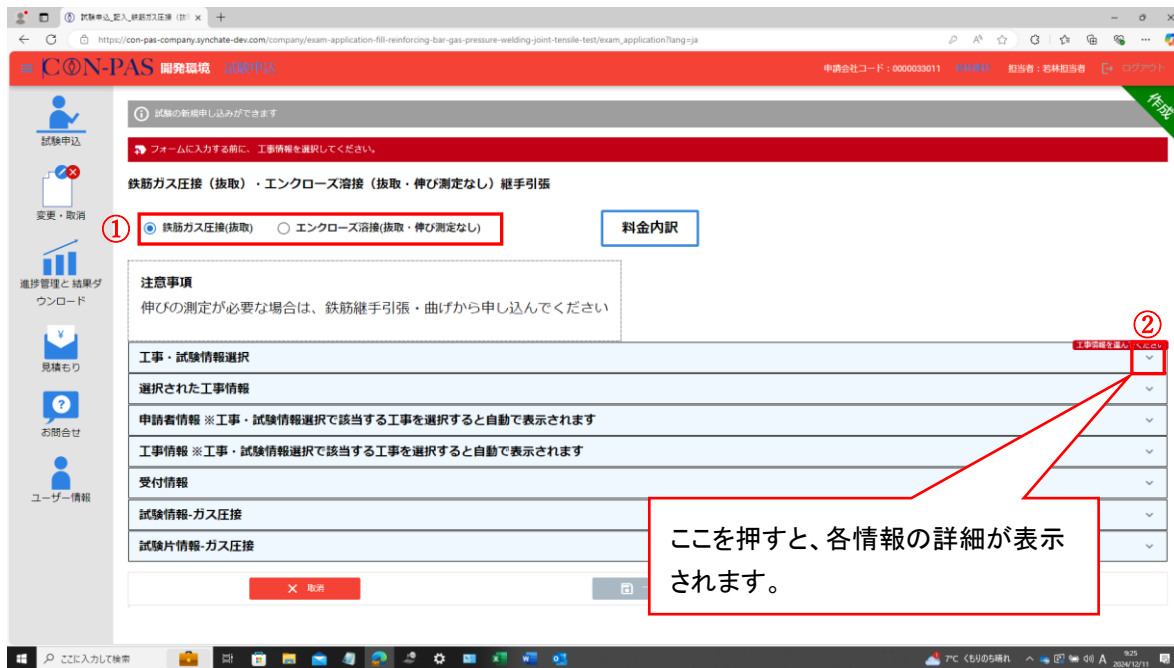 試験申込_記入_鉄筋ガス圧接（抜
https://con-pas-company.synchate-dev.com/company/exam-application-fill-reinforcing-bar-gas-pressure-welding-joint-tensile-test/exam_application?lang=ja
CON-PAS 開発環境 試験申込
申請会社コード：0000033011
担当者：若林担当者
ログアウト
作成
試験申込
変更・取消
進捗管理と 結果ダ
ウンロード
¥
見積もり
お問合せ
ユーザー情報
試験の新規申し込みができます
フォームに入力する前に、工事情報を選択してください。
鉄筋ガス圧接（抜取）・エンクローズ溶接（抜取・伸び測定なし）継手引張
①
鉄筋ガス圧接(抜取)
エンクローズ溶接(抜取・伸び測定なし)
料金内訳
注意事項
伸びの測定が必要な場合は、鉄筋継手引張・曲げから申し込んでください
②
工事・試験情報選択
選択された工事情報
申請者情報 ※工事・試験情報選択で該当する工事を選択すると自動で表示されます
工事情報 ※工事・試験情報選択で該当する工事を選択すると自動で表示されます
受付情報
試験情報-ガス圧接
試験片情報-ガス圧接
ここを押すと、各情報の詳細が表示
されます。
取消
ここに入力して検索
7°C くもりのち晴れ
A
9:25
2024/12/11